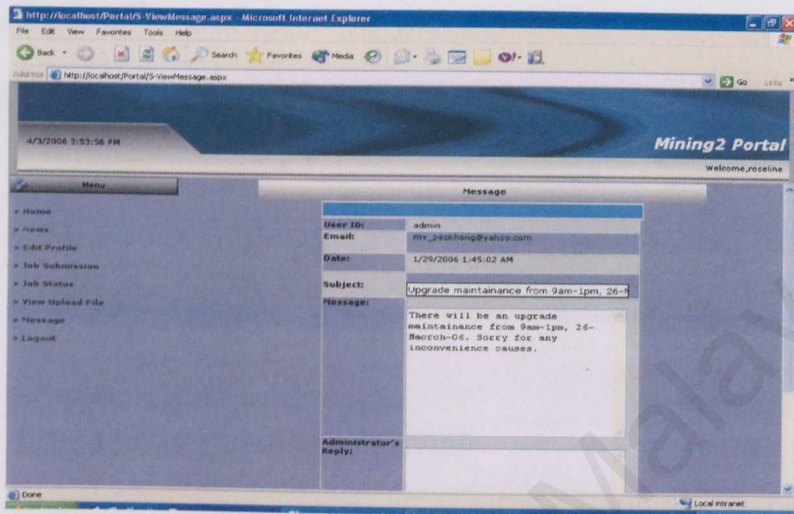 http://localhost/Portal/S-ViewMessage.aspx - Microsoft Internet Explorer
File Edit View Favorites Tools Help
Back Search Favorites Media
Address http://localhost/Portal/S-ViewMessage.aspx Go Links »
4/3/2006 3:53:56 PM
Mining2 Portal
Welcome,roseline
Menu
Message
» Home
» News
» Edit Profile
» Job Submission
» Job Status
» View Upload File
» Message
» Logout
User ID: admin
Email: my_peckhong@yahoo.com
Date: 1/29/2006 1:45:02 AM
Subject: Upgrade maintainance from 9am-1pm, 26-M
Message:
There will be an upgrade
maintainance from 9am-1pm, 26-
Macrch-06. Sorry for any
inconvenience causes.
Administrator's
Reply:
Done
Local intranet
Malay